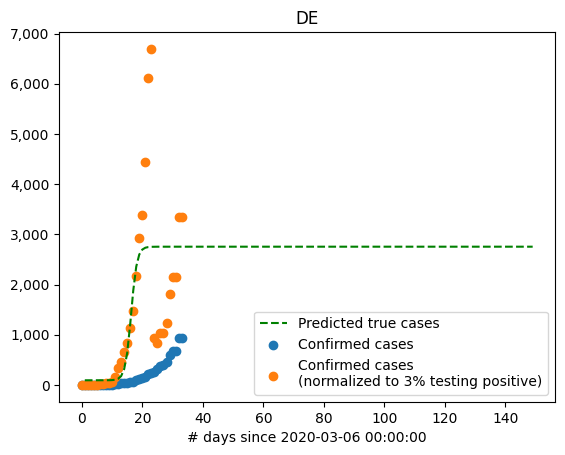 DE
7,000
6,000
5,000
4,000
3,000
2,000
1,000
0
Predicted true cases
Confirmed cases
Confirmed cases
(normalized to 3% testing positive)
0 20 40 60 80 100 120 140
# days since 2020-03-06 00:00:00